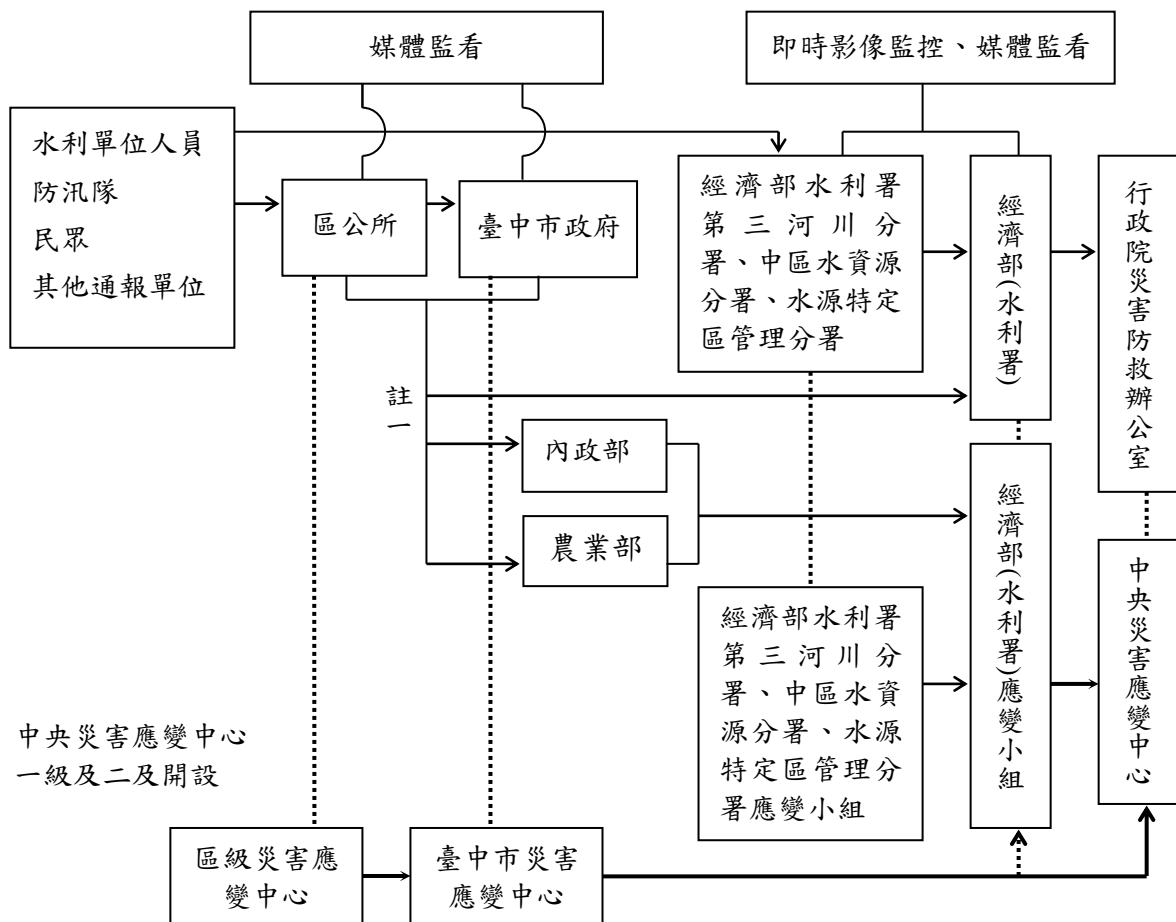 媒體監看
即時影像監控、媒體監看
水利單位人員
防汛隊
民眾
其他通報單位
區公所
臺中市政府
經濟部水利署
第三河川分
署、中區水資源
分署、水源特定
區管理分署
經濟部(水利署)
行政院災害防救辦公室
註一
內政部
農業部
經濟部水利署
第三河川分
署、中區水資
源分署、水源
特定區管理分
署應變小組
經濟部(水利署)應變小組
中央災害應變中心
中央災害應變中心
一級及二及開設
區級災害應
變中心
臺中市災害
應變中心